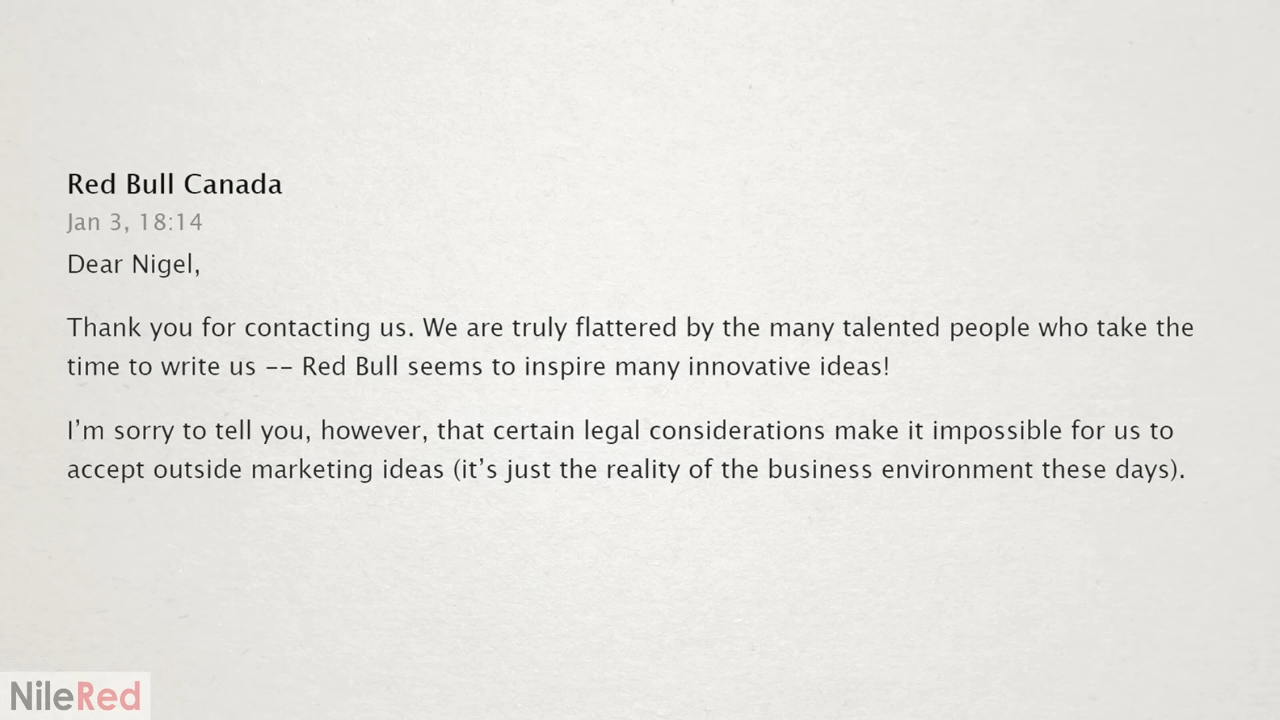 Red Bull Canada
Jan 3, 18:14
Dear Nigel,
Thank you for contacting us. We are truly flattered by the many talented people who take the
time to write us -- Red Bull seems to inspire many innovative ideas!
I’m sorry to tell you, however, that certain legal considerations make it impossible for us to
accept outside marketing ideas (it’s just the reality of the business environment these days).
NileRed